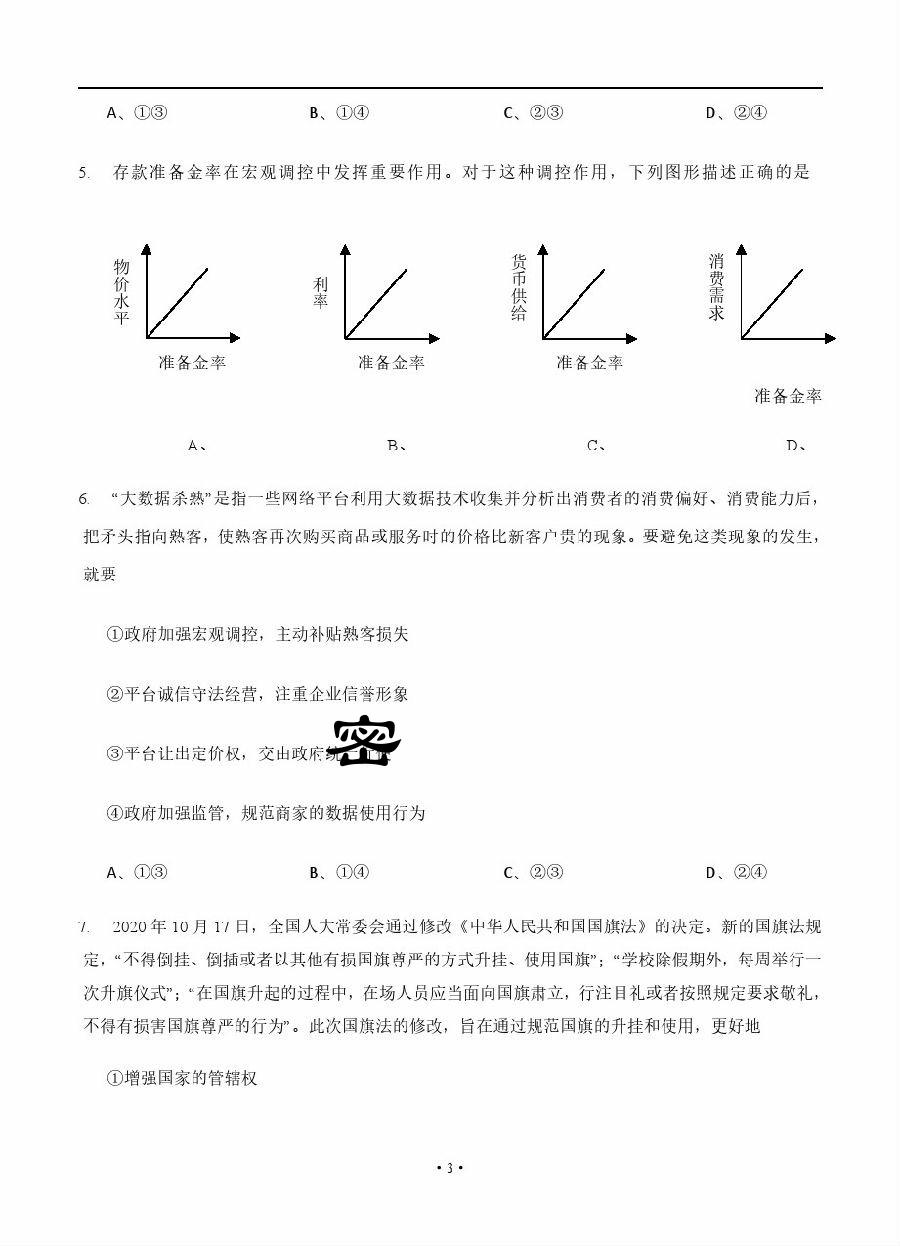 A、①③ B、①④ C、②③ D、②④
5. 存款准备金率在宏观调控中发挥重要作用。对于这种调控作用，下列图形描述正确的是
物价水平 利率 货币供给 消费需求
准备金率 准备金率 准备金率
准备金率
A、 B、 C、 D、
6. “大数据杀熟”是指一些网络平台利用大数据技术收集并分析出消费者的消费偏好、消费能力后，
把矛头指向熟客，使熟客再次购买商品或服务时的价格比新客户贵的现象。要避免这类现象的发生，
就要
①政府加强宏观调控，主动补贴熟客损失
②平台诚信守法经营，注重企业信誉形象
密
③平台让出定价权，交由政府统一
④政府加强监管，规范商家的数据使用行为
A、①③ B、①④ C、②③ D、②④
7. 2020年10月17日，全国人大常委会通过修改《中华人民共和国国旗法》的决定。新的国旗法规
定，“不得倒挂、倒插或者以其他有损国旗尊严的方式升挂、使用国旗”；“学校除假期外，每周举行一
次升旗仪式”；“在国旗升起的过程中，在场人员应当面向国旗肃立，行注目礼或者按照规定要求敬礼，
不得有损害国旗尊严的行为”。此次国旗法的修改，旨在通过规范国旗的升挂和使用，更好地
①增强国家的管辖权
·3·